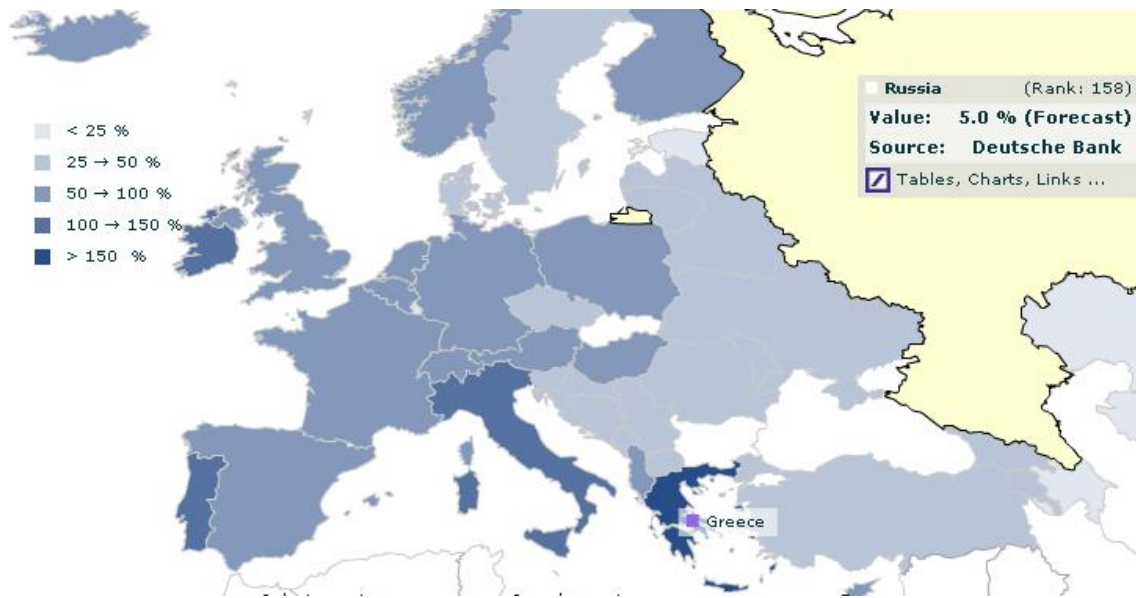 Russia (Rank: 158)
Value: 5.0 % (Forecast)
Source: Deutsche Bank
Tables, Charts, Links ...
< 25 %
25 → 50 %
50 → 100 %
100 → 150 %
> 150 %
Greece